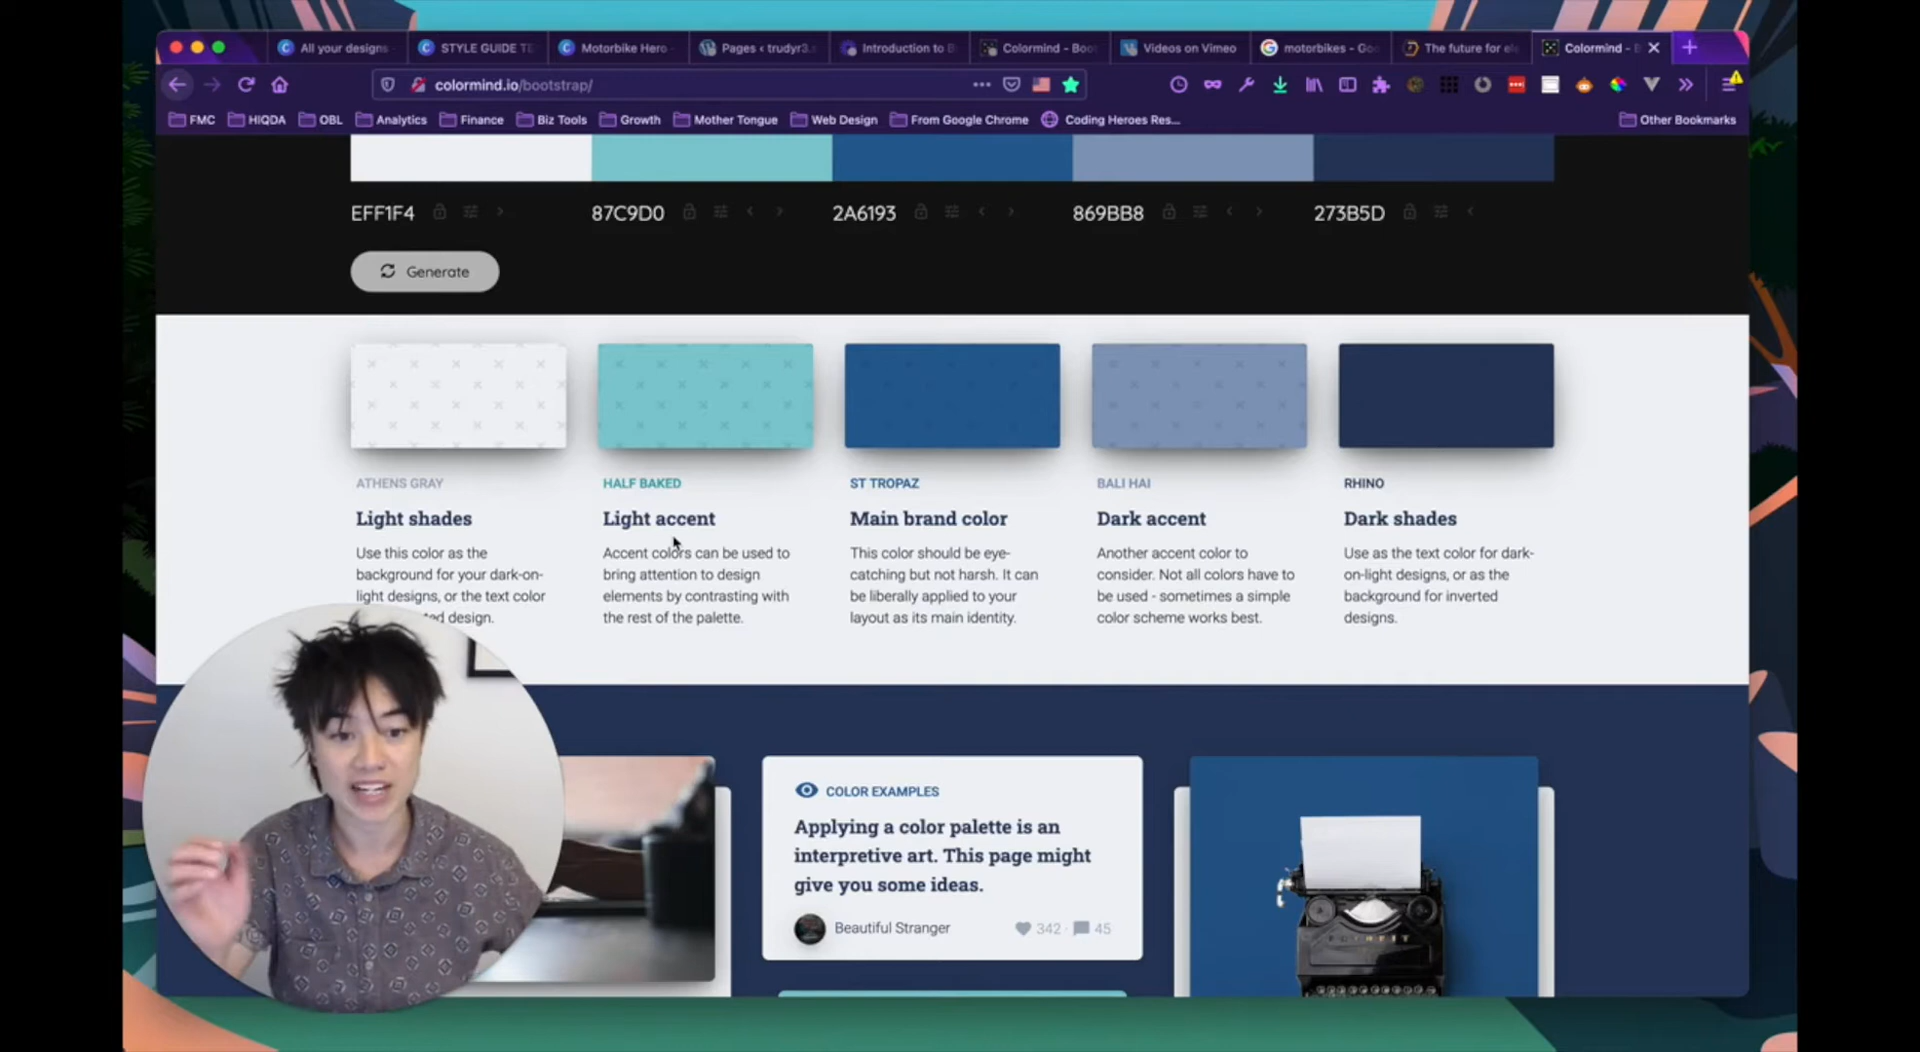 All your designs
STYLE GUIDE TE
Motorbike Hero
Pages ‹ trudyr3.
Introduction to B
Colormind - Boo
Videos on Vimeo
motorbikes - Goo
The future for ele
Colormind - B
colormind.io/bootstrap/
FMC
HIQDA
OBL
Analytics
Finance
Biz Tools
Growth
Mother Tongue
Web Design
From Google Chrome
Coding Heroes Res...
Other Bookmarks
EFF1F4
87C9D0
2A6193
869BB8
273B5D
Generate
ATHENS GRAY
Light shades
Use this color as the
background for your dark-on-
light designs, or the text color
design.
HALF BAKED
Light accent
Accent colors can be used to
bring attention to design
elements by contrasting with
the rest of the palette.
ST TROPAZ
Main brand color
This color should be eye-
catching but not harsh. It can
be liberally applied to your
layout as its main identity.
BALI HAI
Dark accent
Another accent color to
consider. Not all colors have to
be used - sometimes a simple
color scheme works best.
RHINO
Dark shades
Use as the text color for dark-
on-light designs, or as the
background for inverted
designs.
COLOR EXAMPLES
Applying a color palette is an
interpretive art. This page might
give you some ideas.
Beautiful Stranger
342 · 45